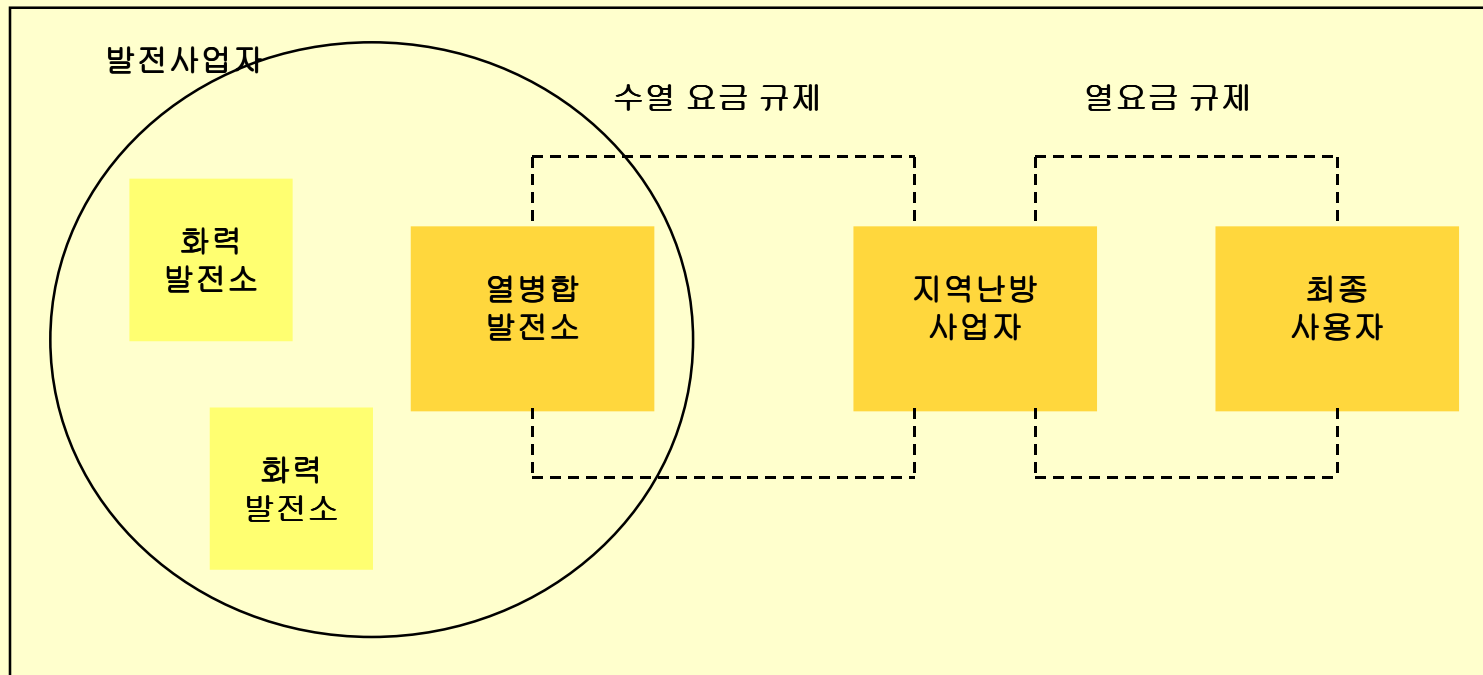 발전사업자
수열 요금 규제
열요금 규제
화력
발전소
열병합
발전소
지역난방
사업자
최종
사용자
화력
발전소